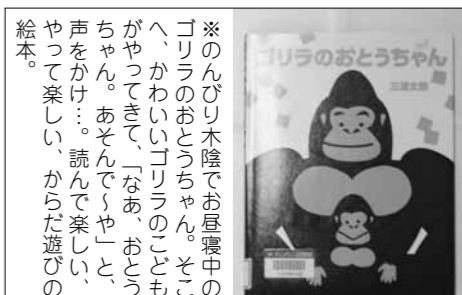 ※のんびり木陰でお昼寝中の
ゴリラのおとうちゃん。そこ
へ、かわいいゴリラのこども
がやってきて、「なあ、おとう
ちゃん。あそんで～や」と、
声をかけ…。読んで楽しい、
やって楽しい、からだ遊びの
絵本。
ゴリラのおとうちゃん
三浦太郎